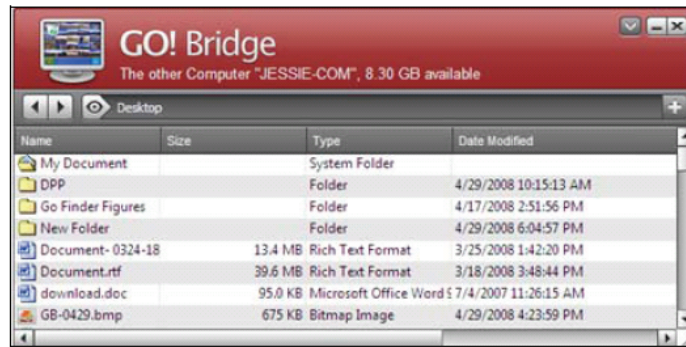 GO! Bridge
The other Computer "JESSIE-COM", 8.30 GB available
Desktop
Name Size Type Date Modified
My Document System Folder
DPP Folder 4/29/2008 10:15:13 AM
Go Finder Figures Folder 4/17/2008 2:51:56 PM
New Folder Folder 4/29/2008 6:04:57 PM
Document- 0324-18 13.4 MB Rich Text Format 3/25/2008 1:42:20 PM
Document.rtf 39.6 MB Rich Text Format 3/18/2008 3:48:44 PM
download.doc 95.0 KB Microsoft Office Word 9 7/4/2007 11:26:15 AM
GB-0429.bmp 675 KB Bitmap Image 4/29/2008 4:23:59 PM